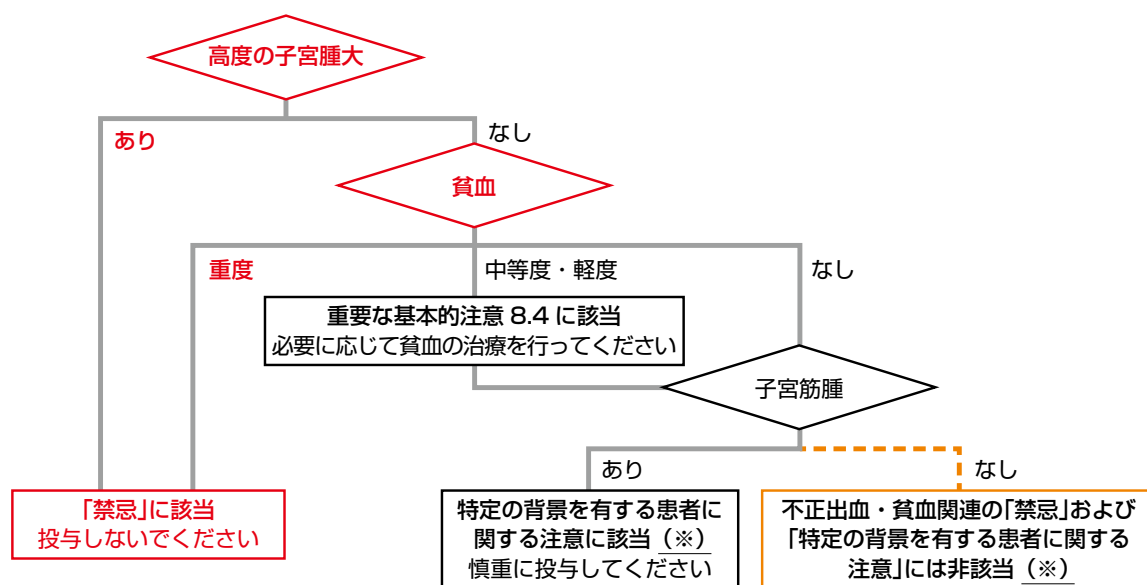 高度の子宮腫大
あり
なし
貧血
重度
中等度・軽度
なし
重要な基本的注意 8.4 に該当
必要に応じて貧血の治療を行ってください
子宮筋腫
あり
なし
「禁忌」に該当
投与しないでください
特定の背景を有する患者に
関する注意に該当 (※)
慎重に投与してください
不正出血・貧血関連の「禁忌」および
「特定の背景を有する患者に関する
注意」には非該当 (※)